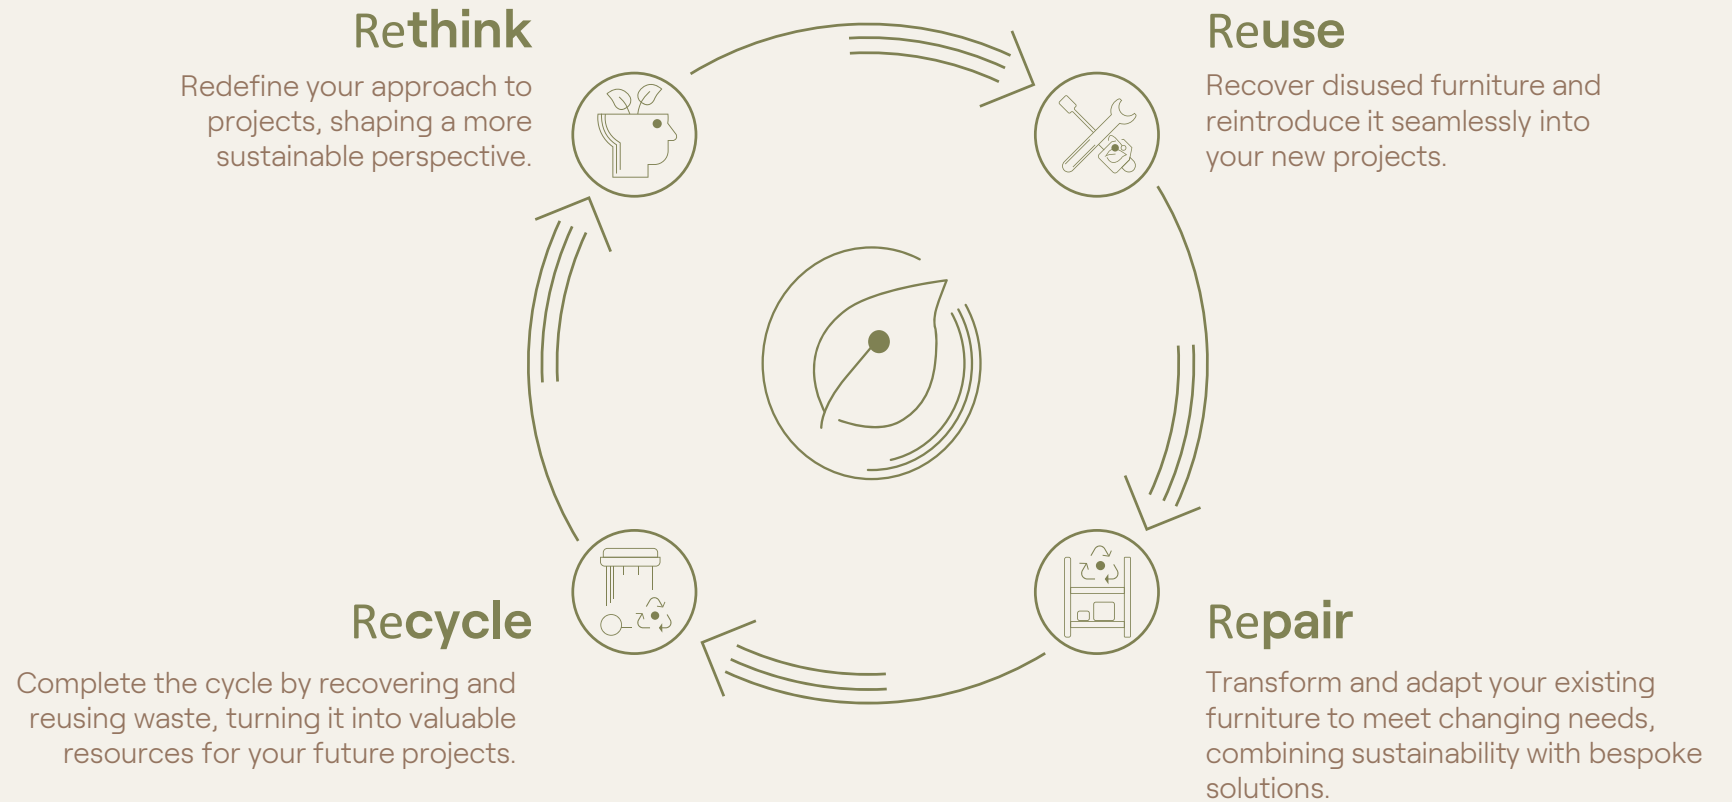 Rethink
Redefine your approach to
projects, shaping a more
sustainable perspective.
Reuse
Recover disused furniture and
reintroduce it seamlessly into
your new projects.
Recycle
Complete the cycle by recovering and
reusing waste, turning it into valuable
resources for your future projects.
Repair
Transform and adapt your existing
furniture to meet changing needs,
combining sustainability with bespoke
solutions.